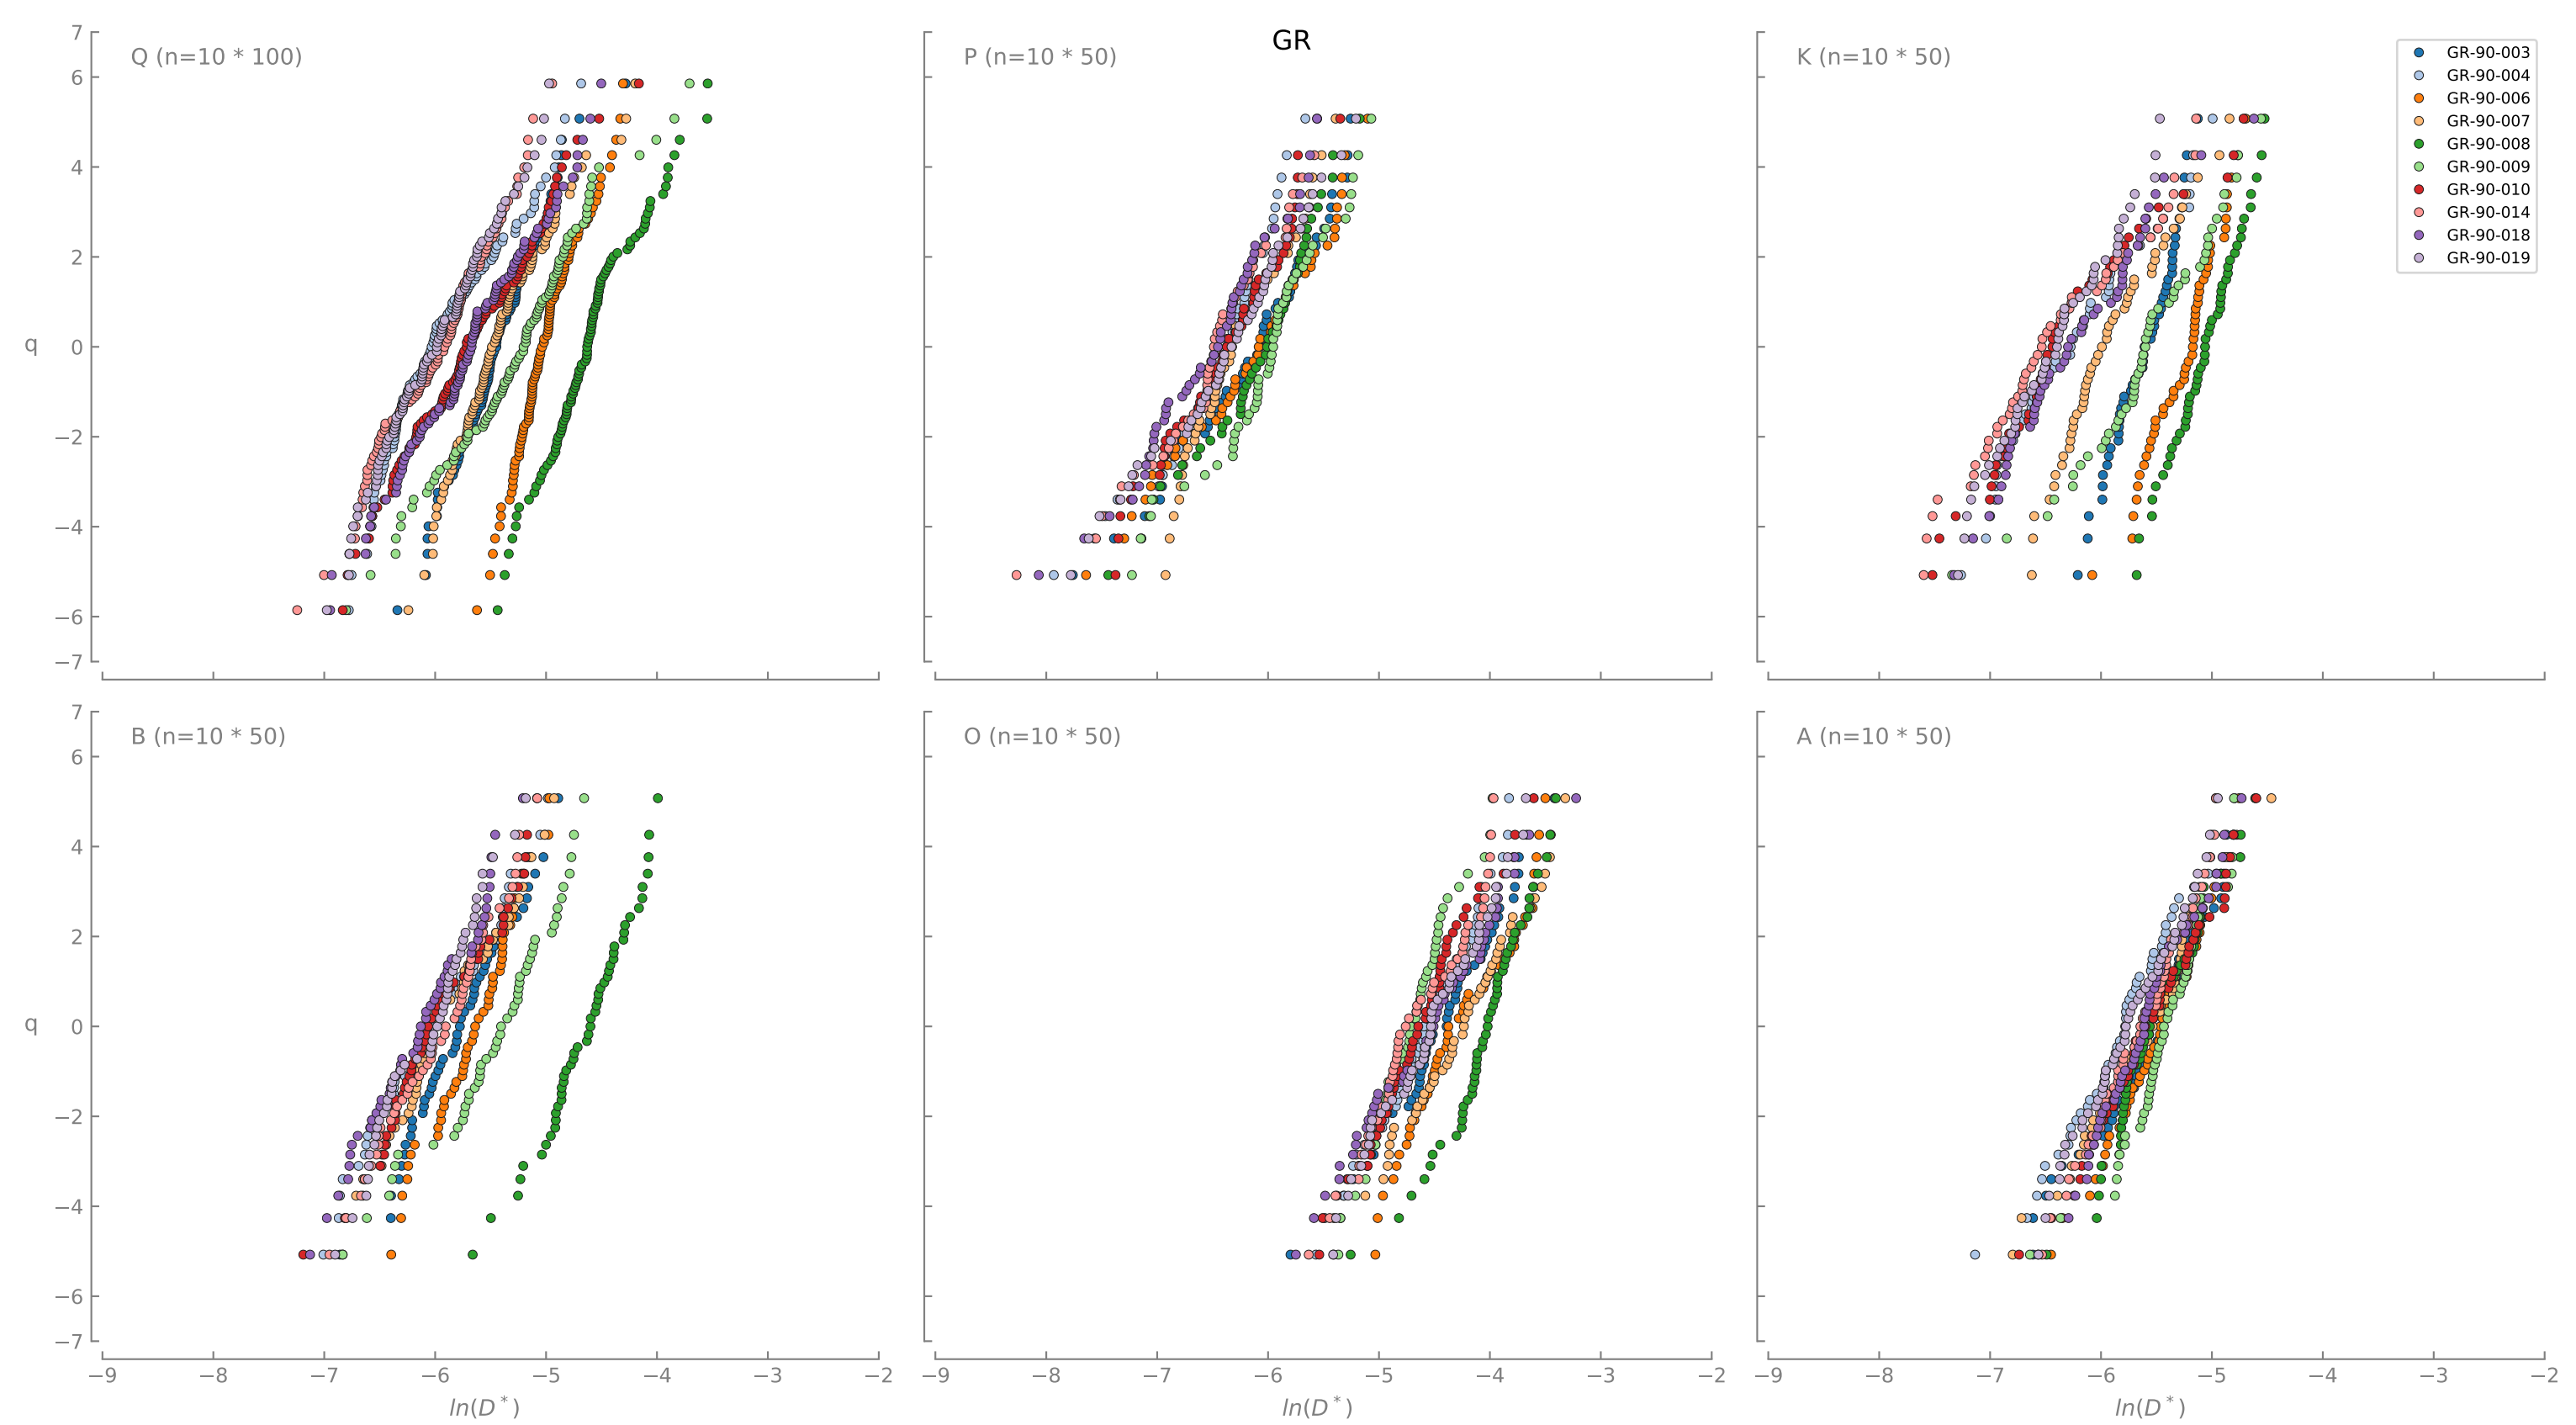 GR
Q (n=10 * 100)
P (n=10 * 50)
K (n=10 * 50)
GR-90-003
GR-90-004
GR-90-006
GR-90-007
GR-90-008
GR-90-009
GR-90-010
GR-90-014
GR-90-018
GR-90-019
7
6
4
2
0
−2
−4
−6
−7
q
B (n=10 * 50)
O (n=10 * 50)
A (n=10 * 50)
7
6
4
2
0
−2
−4
−6
−7
q
−9 −8 −7 −6 −5 −4 −3 −2
−9 −8 −7 −6 −5 −4 −3 −2
−9 −8 −7 −6 −5 −4 −3 −2
ln(D*)
ln(D*)
ln(D*)